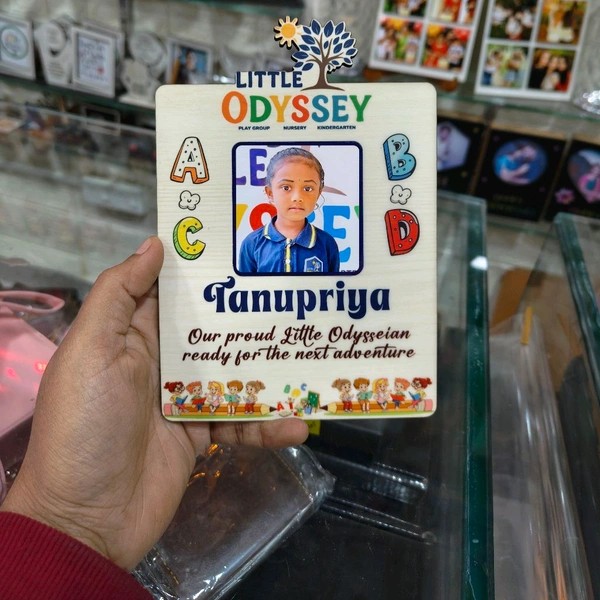 LITTLE
ODYSSEY
PLAY GROUP NURSERY KINDERGARTEN
A B
C D
Tanupriya
Our proud Little Odysseian
ready for the next adventure